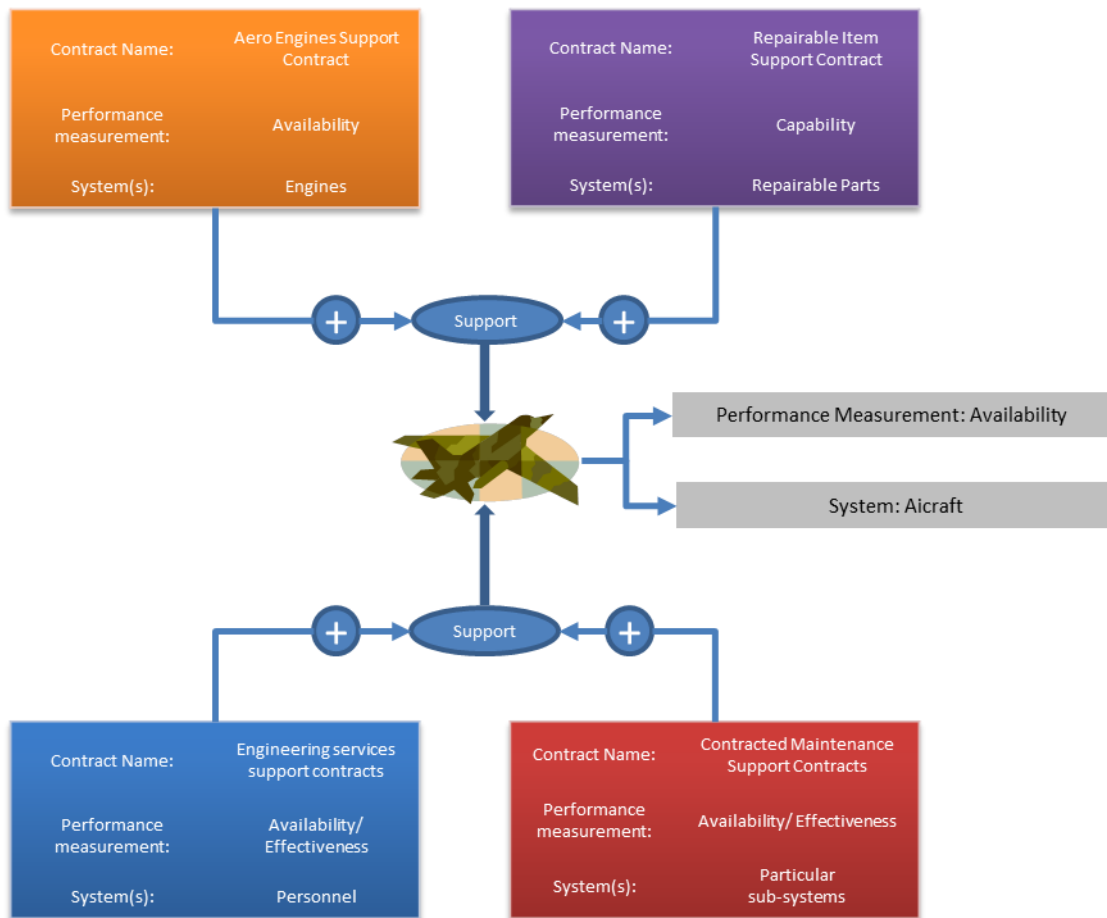 Contract Name:
Aero Engines Support
Contract
Performance
measurement:
Availability
System(s):
Engines
Contract Name:
Repairable Item
Support Contract
Performance
measurement:
Capability
System(s):
Repairable Parts
+
Support
+
Performance Measurement: Availability
System: Aicraft
+
Support
+
Contract Name:
Engineering services
support contracts
Performance
measurement:
Availability/
Effectiveness
System(s):
Personnel
Contract Name:
Contracted Maintenance
Support Contracts
Performance
measurement:
Availability/ Effectiveness
System(s):
Particular
sub-systems